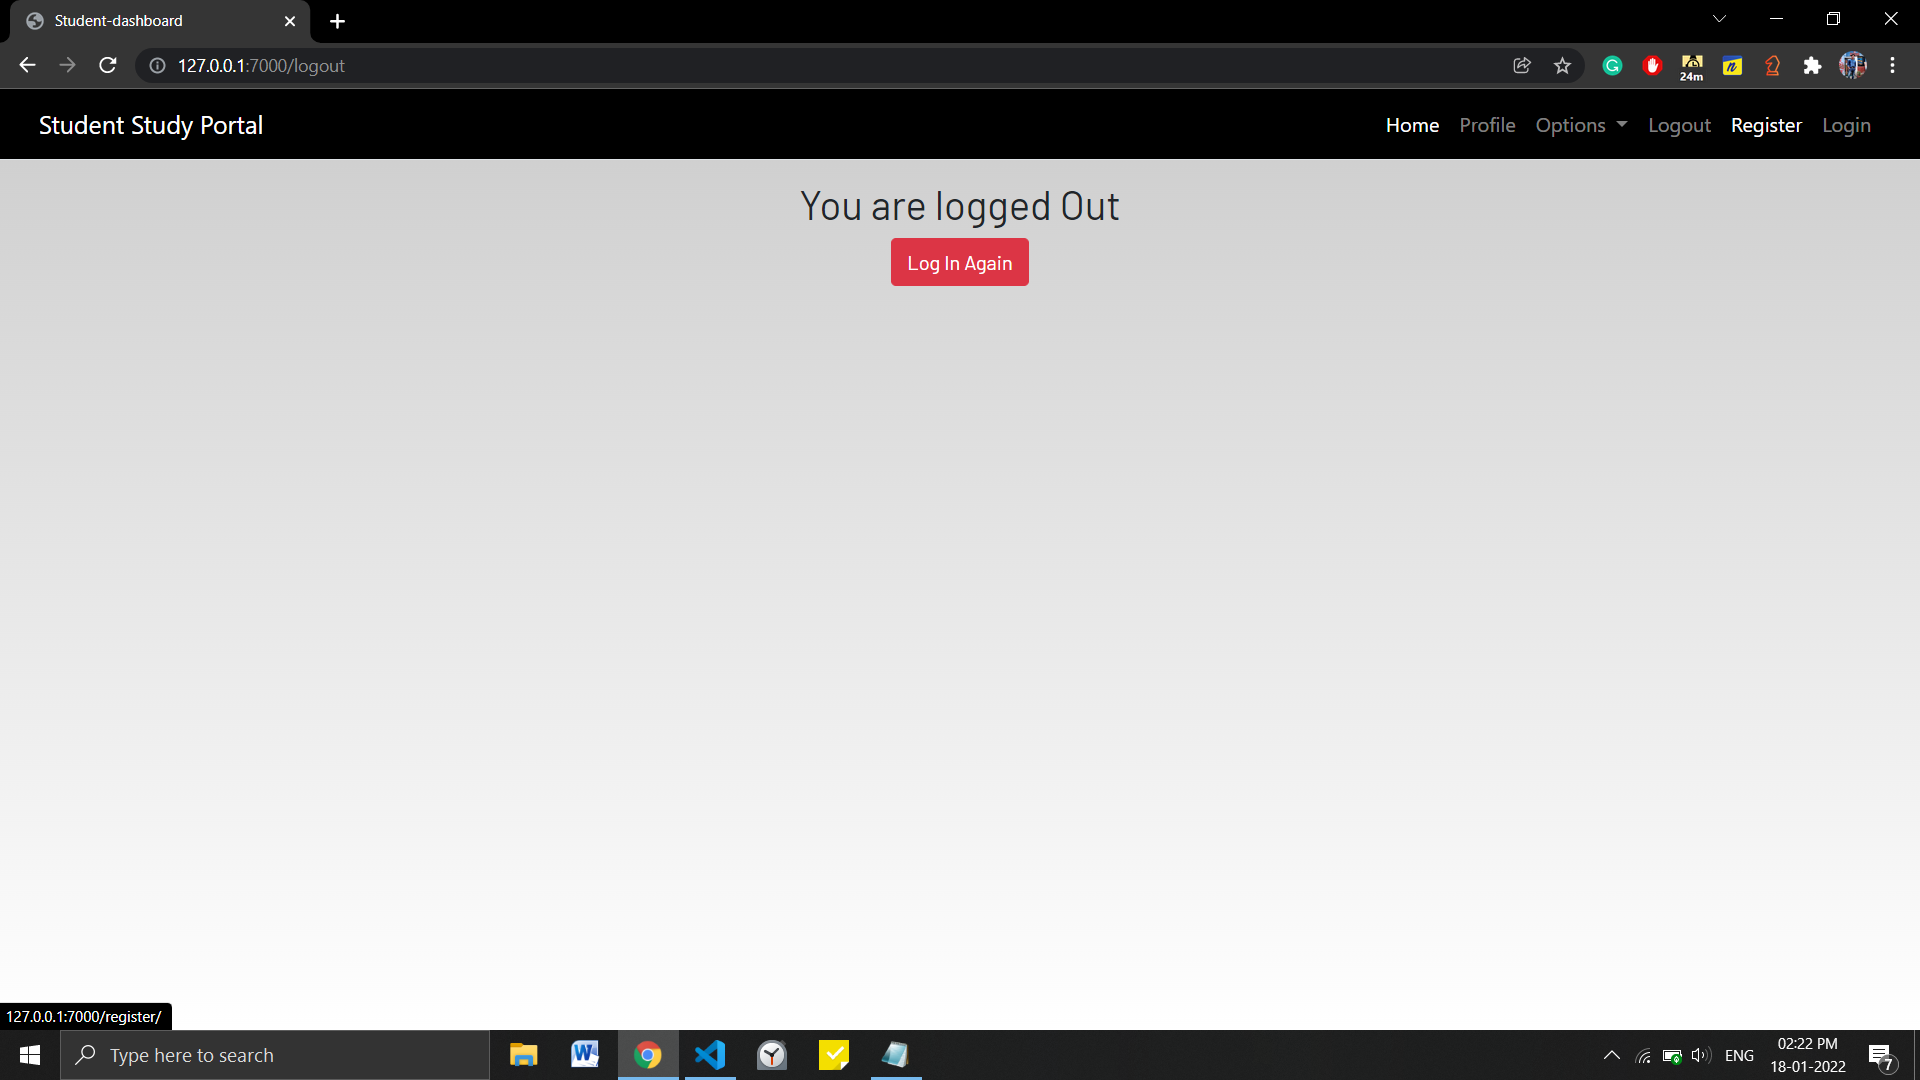 Student-dashboard
127.0.0.1:7000/logout
24m
Student Study Portal
Home Profile Options Logout Register Login
You are logged Out
Log In Again
127.0.0.1:7000/register/
Type here to search
ENG
02:22 PM
18-01-2022
7